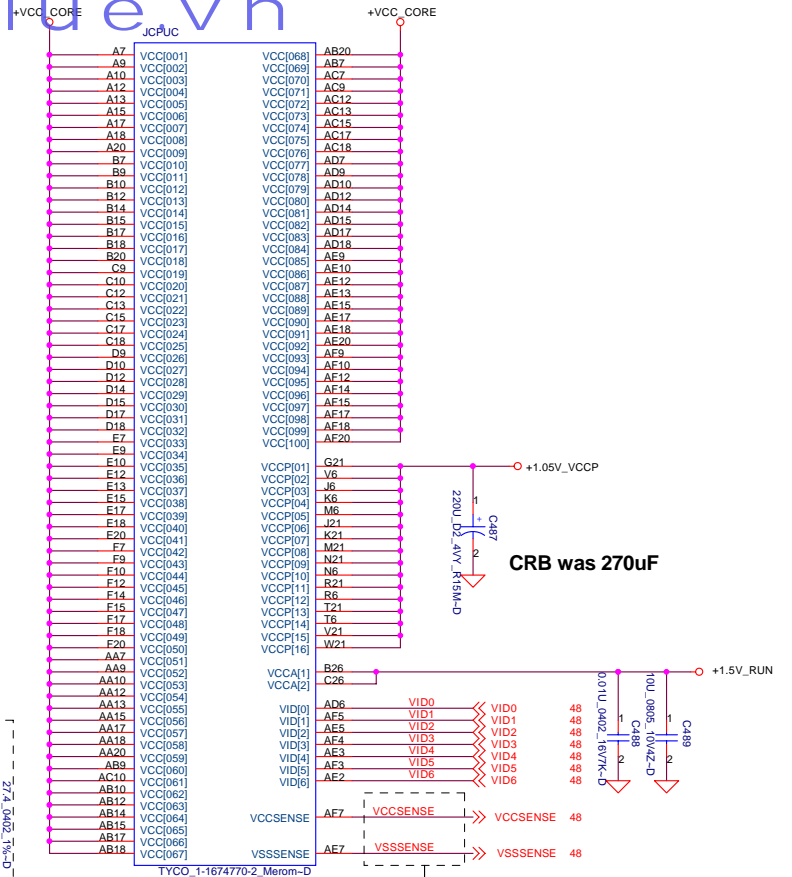 lue.vn
+VCC_CORE
+VCC_CORE
JCPUC
A7 VCC[001] VCC[068] AB20
A9 VCC[002] VCC[069] AB7
A10 VCC[003] VCC[070] AC7
A12 VCC[004] VCC[071] AC9
A13 VCC[005] VCC[072] AC12
A15 VCC[006] VCC[073] AC13
A17 VCC[007] VCC[074] AC15
A18 VCC[008] VCC[075] AC17
A20 VCC[009] VCC[076] AC18
B7 VCC[010] VCC[077] AD7
B9 VCC[011] VCC[078] AD9
B10 VCC[012] VCC[079] AD10
B12 VCC[013] VCC[080] AD12
B14 VCC[014] VCC[081] AD14
B15 VCC[015] VCC[082] AD15
B17 VCC[016] VCC[083] AD17
B18 VCC[017] VCC[084] AD18
B20 VCC[018] VCC[085] AE9
C9 VCC[019] VCC[086] AE10
C10 VCC[020] VCC[087] AE12
C12 VCC[021] VCC[088] AE13
C13 VCC[022] VCC[089] AE15
C15 VCC[023] VCC[090] AE17
C17 VCC[024] VCC[091] AE18
C18 VCC[025] VCC[092] AE20
D9 VCC[026] VCC[093] AF9
D10 VCC[027] VCC[094] AF10
D12 VCC[028] VCC[095] AF12
D14 VCC[029] VCC[096] AF14
D15 VCC[030] VCC[097] AF15
D17 VCC[031] VCC[098] AF17
D18 VCC[032] VCC[099] AF18
E7 VCC[033] VCC[100] AF20
E9 VCC[034]
E10 VCC[035] VCCP[01] G21 +1.05V_VCCP
E12 VCC[036] VCCP[02] V6
E13 VCC[037] VCCP[03] J6
E15 VCC[038] VCCP[04] K6
E17 VCC[039] VCCP[05] M6
E18 VCC[040] VCCP[06] J21
E20 VCC[041] VCCP[07] K21
F7 VCC[042] VCCP[08] M21
F9 VCC[043] VCCP[09] N21
F10 VCC[044] VCCP[10] N6
F12 VCC[045] VCCP[11] R21
F14 VCC[046] VCCP[12] R6
F15 VCC[047] VCCP[13] T21
F17 VCC[048] VCCP[14] T6
F18 VCC[049] VCCP[15] V21
F20 VCC[050] VCCP[16] W21
AA7 VCC[051]
AA9 VCC[052] VCCA[1] B26 +1.5V_RUN
AA10 VCC[053] VCCA[2] C26
AA12 VCC[054]
AA13 VCC[055] VID[0] AD6 VID0 VID0 48
AA15 VCC[056] VID[1] AF5 VID1 VID1 48
AA17 VCC[057] VID[2] AE5 VID2 VID2 48
AA18 VCC[058] VID[3] AF4 VID3 VID3 48
AA20 VCC[059] VID[4] AE3 VID4 VID4 48
AB9 VCC[060] VID[5] AF3 VID5 VID5 48
AC10 VCC[061] VID[6] AE2 VID6 VID6 48
AB10 VCC[062]
AB12 VCC[063]
AB14 VCC[064] VCCSENSE AF7 VCCSENSE VCCSENSE 48
AB15 VCC[065]
AB17 VCC[066]
AB18 VCC[067] VSSSENSE AE7 VSSSENSE VSSSENSE 48
TYCO_1-1674770-2_Merom~D
1
+
2
C487
220U_D2_4VY_R15M~D
CRB was 270uF
1
2
C488
0.01U_0402_16V7K~D
1
2
C489
10U_0805_10V4Z~D
27.4_0402_1%~D